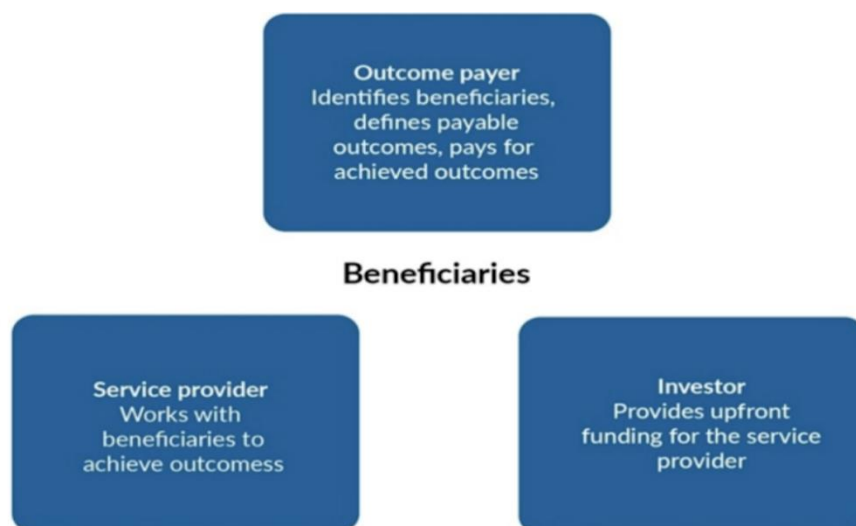 Outcome payer
Identifies beneficiaries,
defines payable
outcomes, pays for
achieved outcomes
Beneficiaries
Service provider
Works with
beneficiaries to
achieve outcomess
Investor
Provides upfront
funding for the service
provider